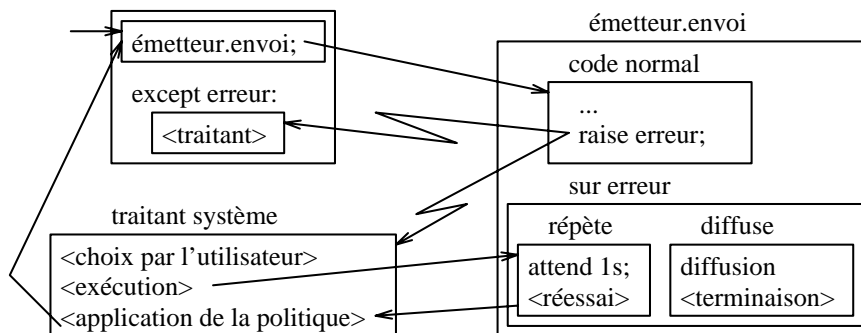 émetteur.envoi;
except erreur:
<traitant>
traitant système
<choix par l'utilisateur>
<exécution>
<application de la politique>
émetteur.envoi
code normal
...
raise erreur;
sur erreur
répète
attend 1s;
<réessai>
diffuse
diffusion
<terminaison>